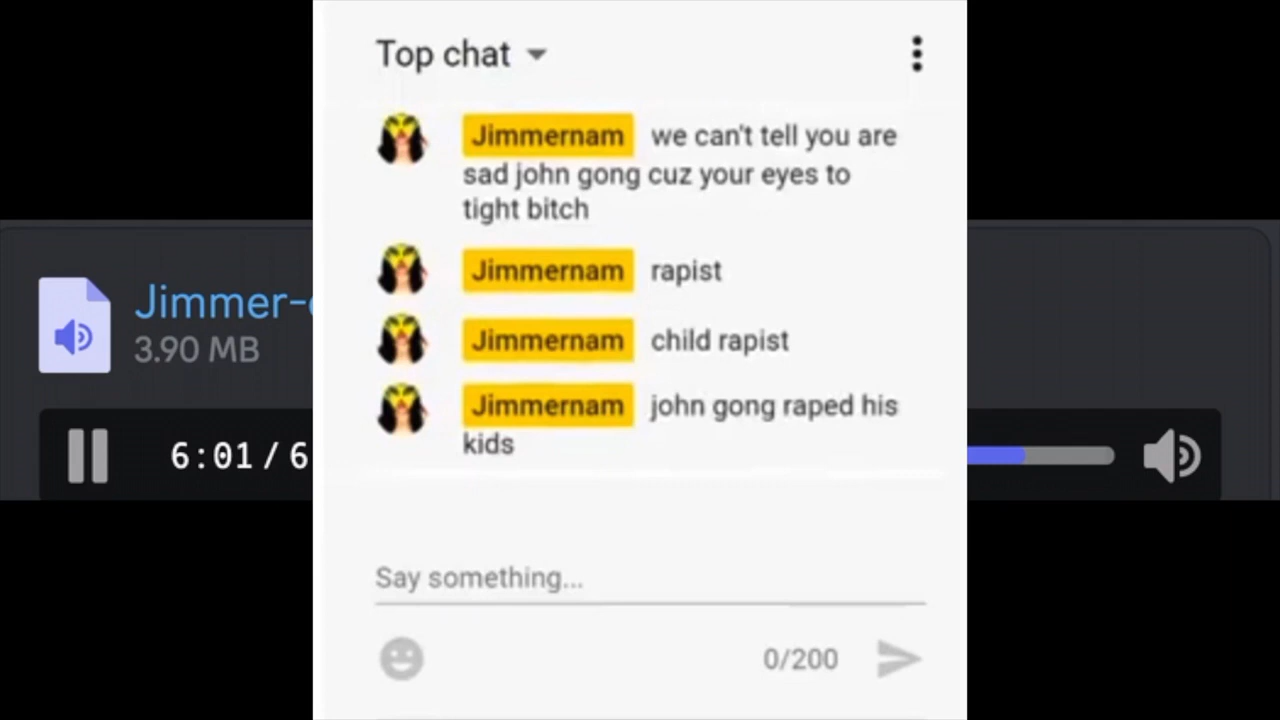 Top chat
Jimmernam we can't tell you are
sad john gong cuz your eyes to
tight bitch
Jimmernam rapist
Jimmer-
3.90 MB
Jimmernam child rapist
Jimmernam john gong raped his
kids
6:01 / 6
Say something...
0/200